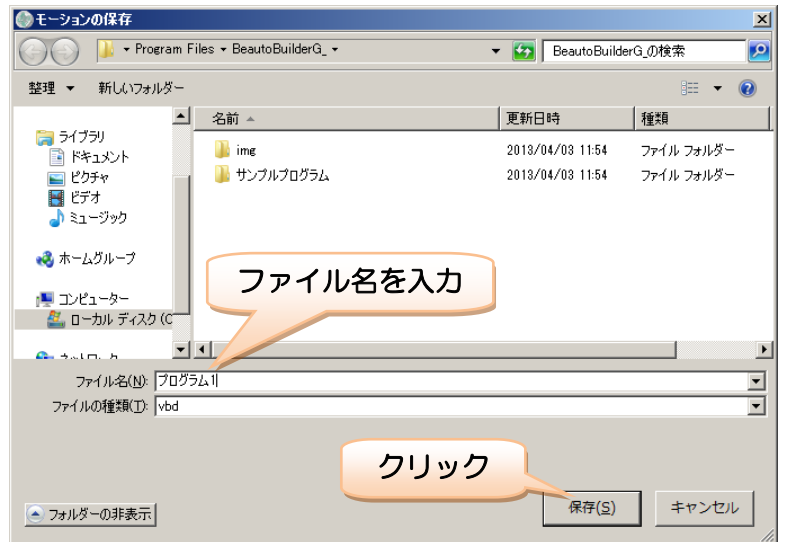 モーションの保存
Program Files BeautoBuilderG_
BeautoBuilderG_の検索
整理 新しいフォルダー
名前 更新日時 種類
ライブラリ
ドキュメント
ピクチャ
ビデオ
ミュージック
ホームグループ
コンピューター
ローカル ディスク (C
img 2013/04/03 11:54 ファイル フォルダー
サンプルプログラム 2013/04/03 11:54 ファイル フォルダー
ファイル名を入力
ファイル名(N): プログラム1
ファイルの種類(T): vbd
クリック
フォルダーの非表示
保存(S) キャンセル